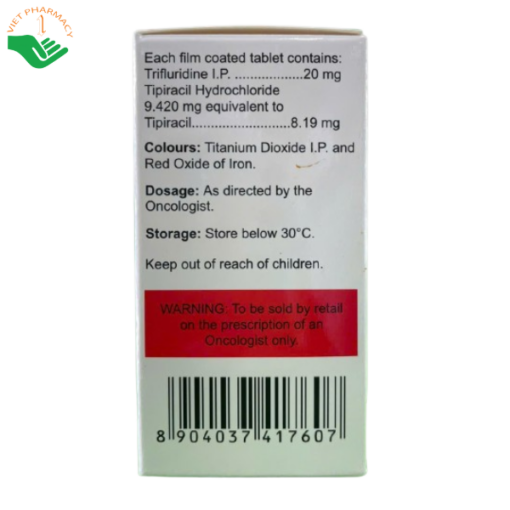 VIET PHARMACY
Each film coated tablet contains:
Trifluridine I.P. ..................20 mg
Tipiracil Hydrochloride
9.420 mg equivalent to
Tipiracil..........................8.19 mg
Colours: Titanium Dioxide I.P. and
Red Oxide of Iron.
Dosage: As directed by the
Oncologist.
Storage: Store below 30°C.
Keep out of reach of children.
WARNING: To be sold by retail
on the prescription of an
Oncologist only.
8 904037 417607